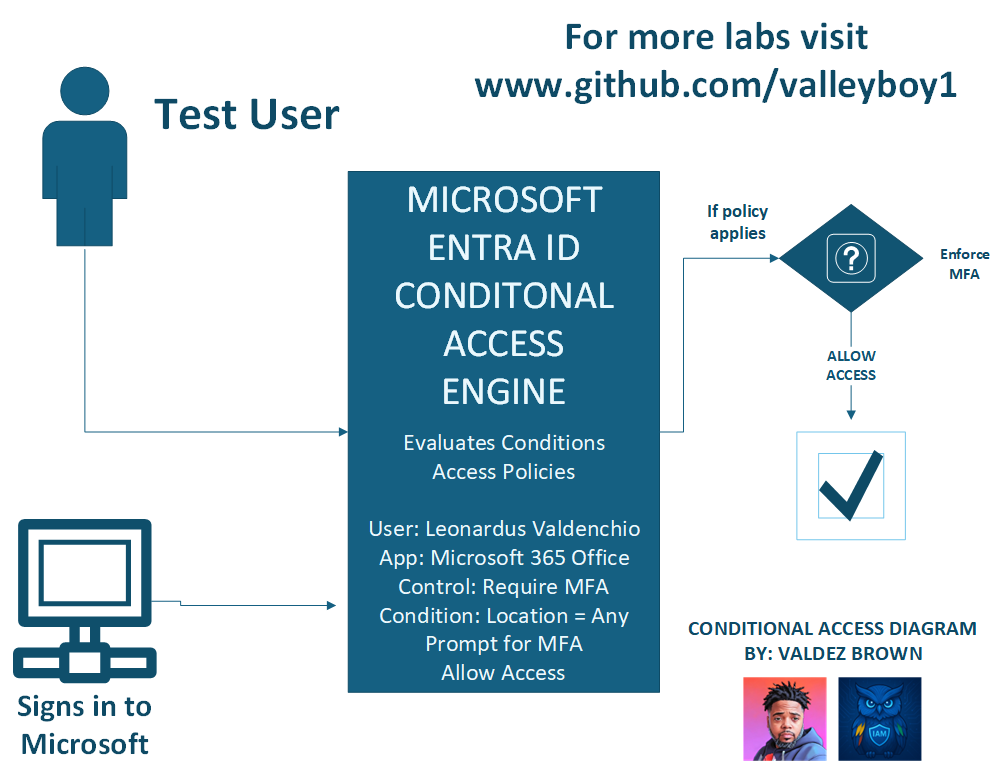 For more labs visit
www.github.com/valleyboy1
Test User
MICROSOFT
ENTRA ID
CONDITONAL
ACCESS
ENGINE
Evaluates Conditions
Access Policies
User: Leonardus Valdenchio
App: Microsoft 365 Office
Control: Require MFA
Condition: Location = Any
Prompt for MFA
Allow Access
If policy
applies
?
Enforce
MFA
ALLOW
ACCESS
Signs in to
Microsoft
CONDITIONAL ACCESS DIAGRAM
BY: VALDEZ BROWN
IAM